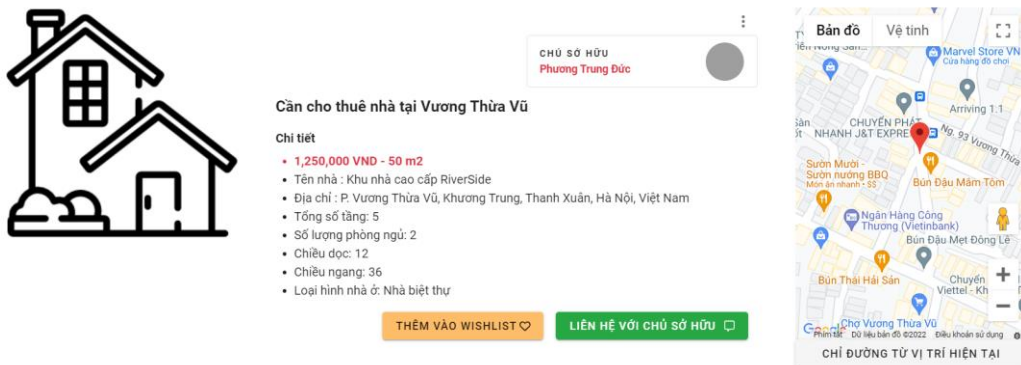 CHỦ SỞ HỮU
Phương Trung Đức
Cần cho thuê nhà tại Vương Thừa Vũ
Chi tiết
1,250,000 VND - 50 m2
Tên nhà : Khu nhà cao cấp RiverSide
Địa chỉ : P. Vương Thừa Vũ, Khương Trung, Thanh Xuân, Hà Nội, Việt Nam
Tổng số tầng: 5
Số lượng phòng ngủ: 2
Chiều dọc: 12
Chiều ngang: 36
Loại hình nhà ở: Nhà biệt thự
THÊM VÀO WISHLIST
LIÊN HỆ VỚI CHỦ SỞ HỮU
Bản đồ Vệ tinh
Marvel Store VN
Cửa hàng đồ chơi
Arriving 1.1
CHUYỂN PHÁT
NHANH J&T EXPRE
Ng. 93 Vương Thừa
Sườn Mười -
Sườn nướng BBQ
Món ăn nhanh • $$
Bún Đậu Mắm Tôm
Ngân Hàng Công
Thương (Vietinbank)
Bún Đậu Mẹt Đồng Lê
Bún Thái Hải Sản
Chuyển
Viettel - Kh
Chợ Vương Thừa Vũ
Phím tắt Dữ liệu bản đồ ©2022 Điều khoản sử dụng
CHỈ ĐƯỜNG TỪ VỊ TRÍ HIỆN TẠI